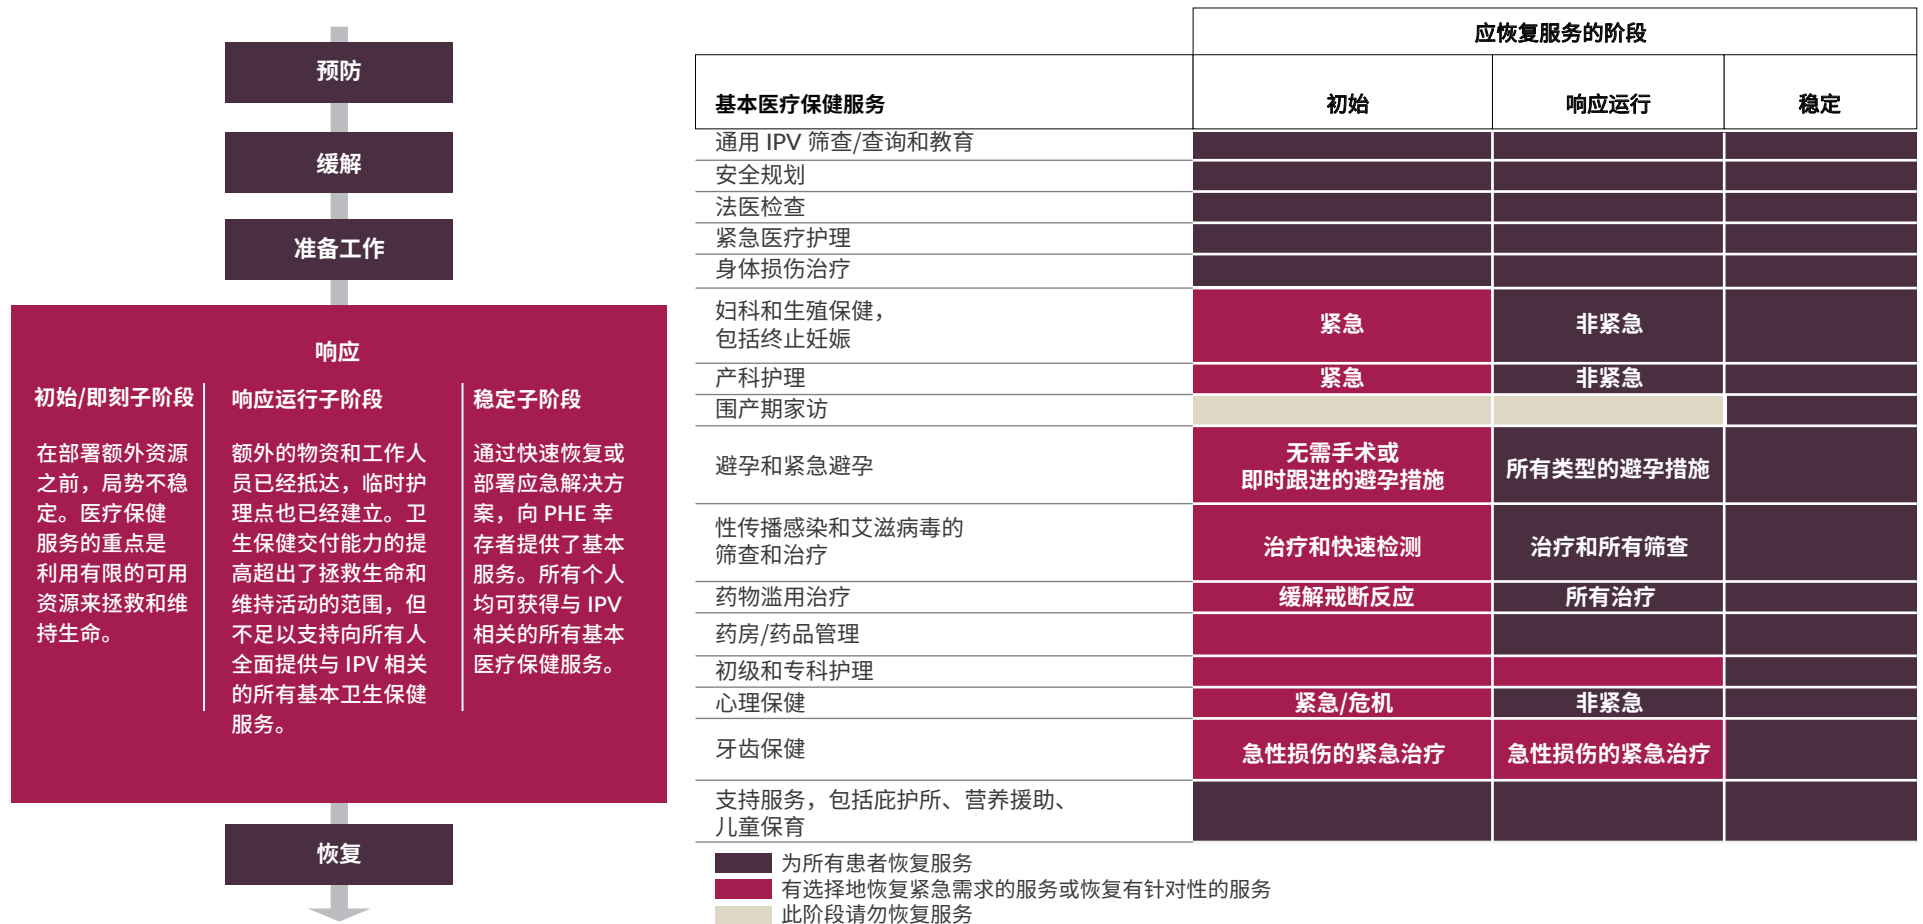 预防
缓解
准备工作
响应
初始/即刻子阶段
在部署额外资源
之前，局势不稳
定。医疗保健
服务的重点是
利用有限的可用
资源来拯救和维
持生命。
响应运行子阶段
额外的物资和工作人
员已经抵达，临时护
理点也已经建立。卫
生保健交付能力的提
高超出了拯救生命和
维持活动的范围，但
不足以支持向所有人
全面提供与 IPV 相关
的所有基本卫生保健
服务。
稳定子阶段
通过快速恢复或
部署应急解决方
案，向 PHE 幸
存者提供了基本
服务。所有个人
均可获得与 IPV
相关的所有基本
医疗保健服务。
恢复
应恢复服务的阶段
基本医疗保健服务 初始 响应运行 稳定
通用 IPV 筛查/查询和教育
安全规划
法医检查
紧急医疗护理
身体损伤治疗
妇科和生殖保健，
包括终止妊娠
紧急 非紧急
产科护理 紧急 非紧急
围产期家访
避孕和紧急避孕
无需手术或
即时跟进的避孕措施
所有类型的避孕措施
性传播感染和艾滋病毒的
筛查和治疗
治疗和快速检测 治疗和所有筛查
药物滥用治疗 缓解戒断反应 所有治疗
药房/药品管理
初级和专科护理
心理保健 紧急/危机 非紧急
牙齿保健 急性损伤的紧急治疗 急性损伤的紧急治疗
支持服务，包括庇护所、营养援助、
儿童保育
为所有患者恢复服务
有选择地恢复紧急需求的服务或恢复有针对性的服务
此阶段请勿恢复服务